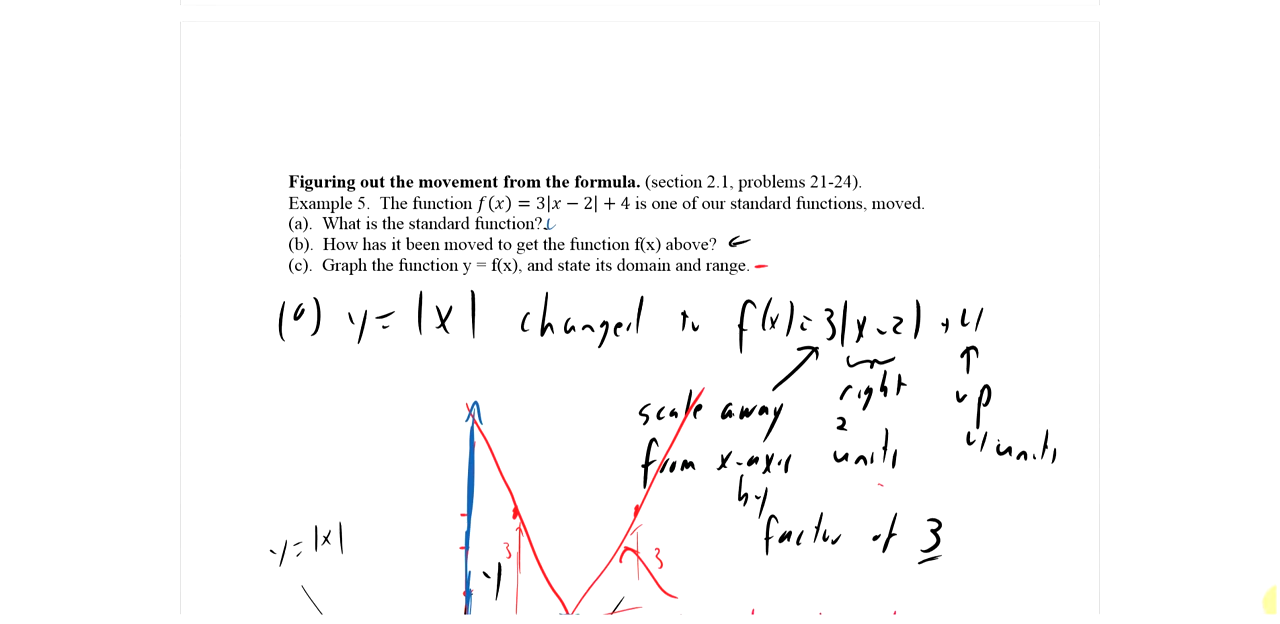 Figuring out the movement from the formula. (section 2.1, problems 21-24).
Example 5. The function f(x) = 3|x − 2| + 4 is one of our standard functions, moved.
(a). What is the standard function?
(b). How has it been moved to get the function f(x) above?
(c). Graph the function y = f(x), and state its domain and range.
(a) y = |x| changed to f(x) = 3|x - 2| + 4
scale away right up
from x-axis 2 units 4 units
by
factor of 3
y = |x|
3 3
y